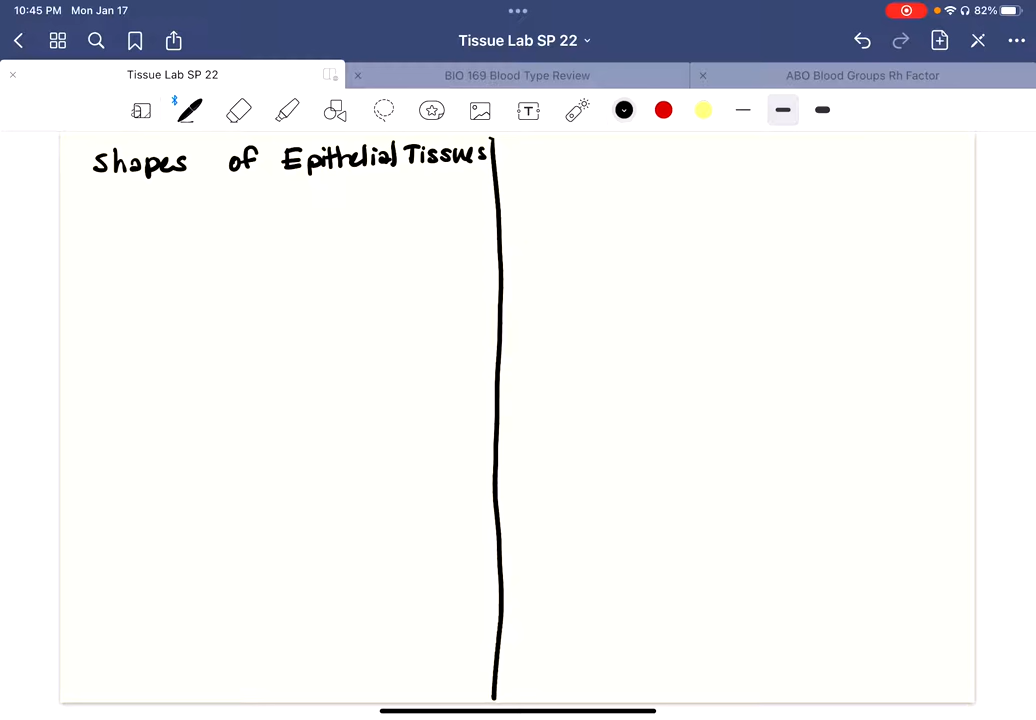 10:45 PM Mon Jan 17
82%
Tissue Lab SP 22
Tissue Lab SP 22
BIO 169 Blood Type Review
ABO Blood Groups Rh Factor
T
Shapes of Epithelial Tissues